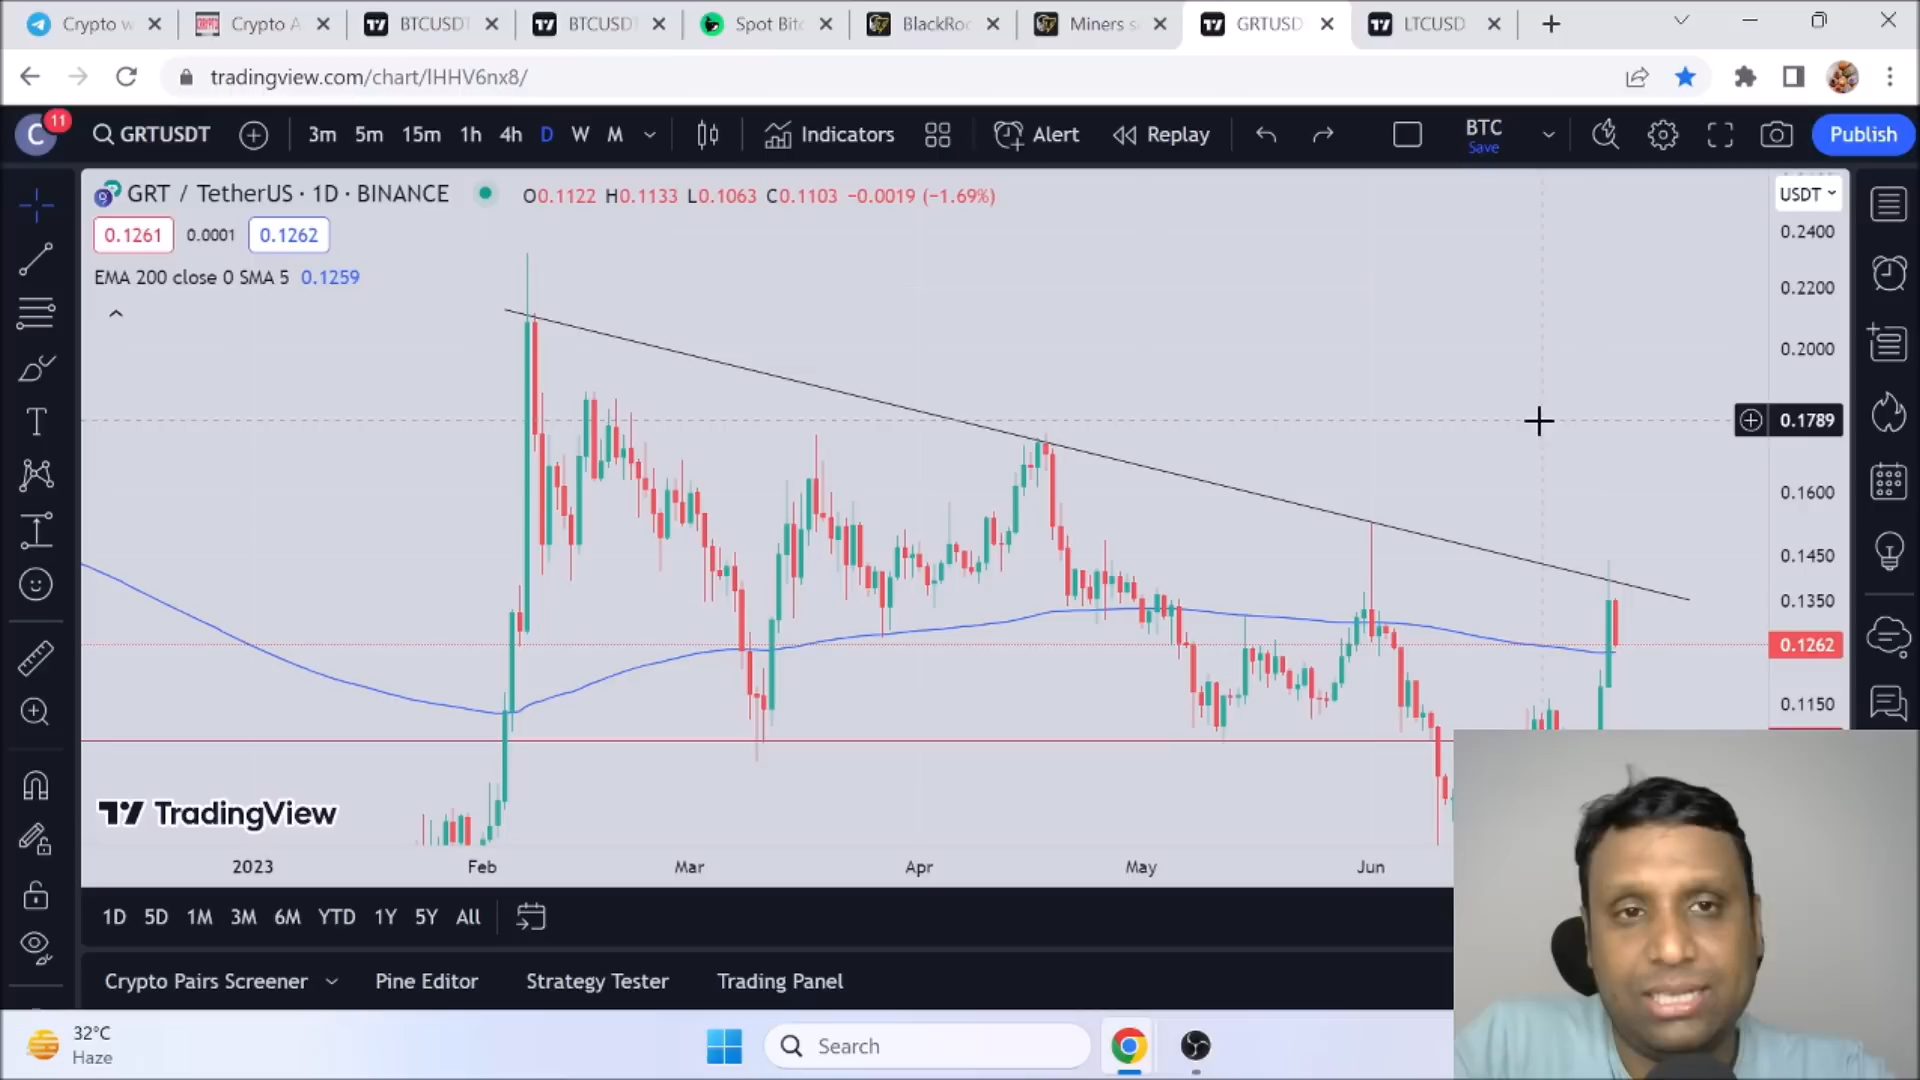 Crypto w
Crypto A
BTCUSDT
BTCUSDT
Spot Bitc
BlackRoc
Miners s
GRTUSD
LTCUSD
tradingview.com/chart/lHHV6nx8/
C 11 GRTUSDT 3m 5m 15m 1h 4h D W M Indicators Alert Replay BTC Save Publish
GRT / TetherUS · 1D · BINANCE O0.1122 H0.1133 L0.1063 C0.1103 −0.0019 (−1.69%) USDT
0.1261 0.0001 0.1262
EMA 200 close 0 SMA 5 0.1259
0.2400
0.2200
0.2000
0.1789
0.1600
0.1450
0.1350
0.1262
0.1150
TradingView
2023 Feb Mar Apr May Jun
1D 5D 1M 3M 6M YTD 1Y 5Y All
Crypto Pairs Screener Pine Editor Strategy Tester Trading Panel
32°C
Haze
Search